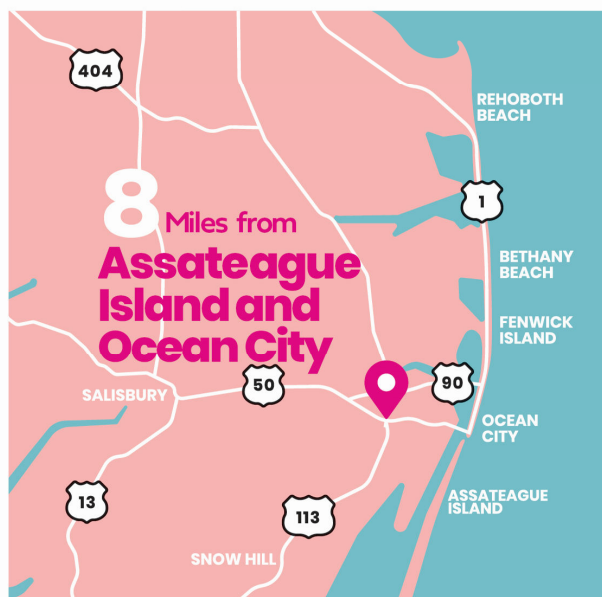 404
REHOBOTH
BEACH
1
8 Miles from
Assateague
Island and
Ocean City
BETHANY
BEACH
FENWICK
ISLAND
SALISBURY
50
90
OCEAN
CITY
13
113
ASSATEAGUE
ISLAND
SNOW HILL